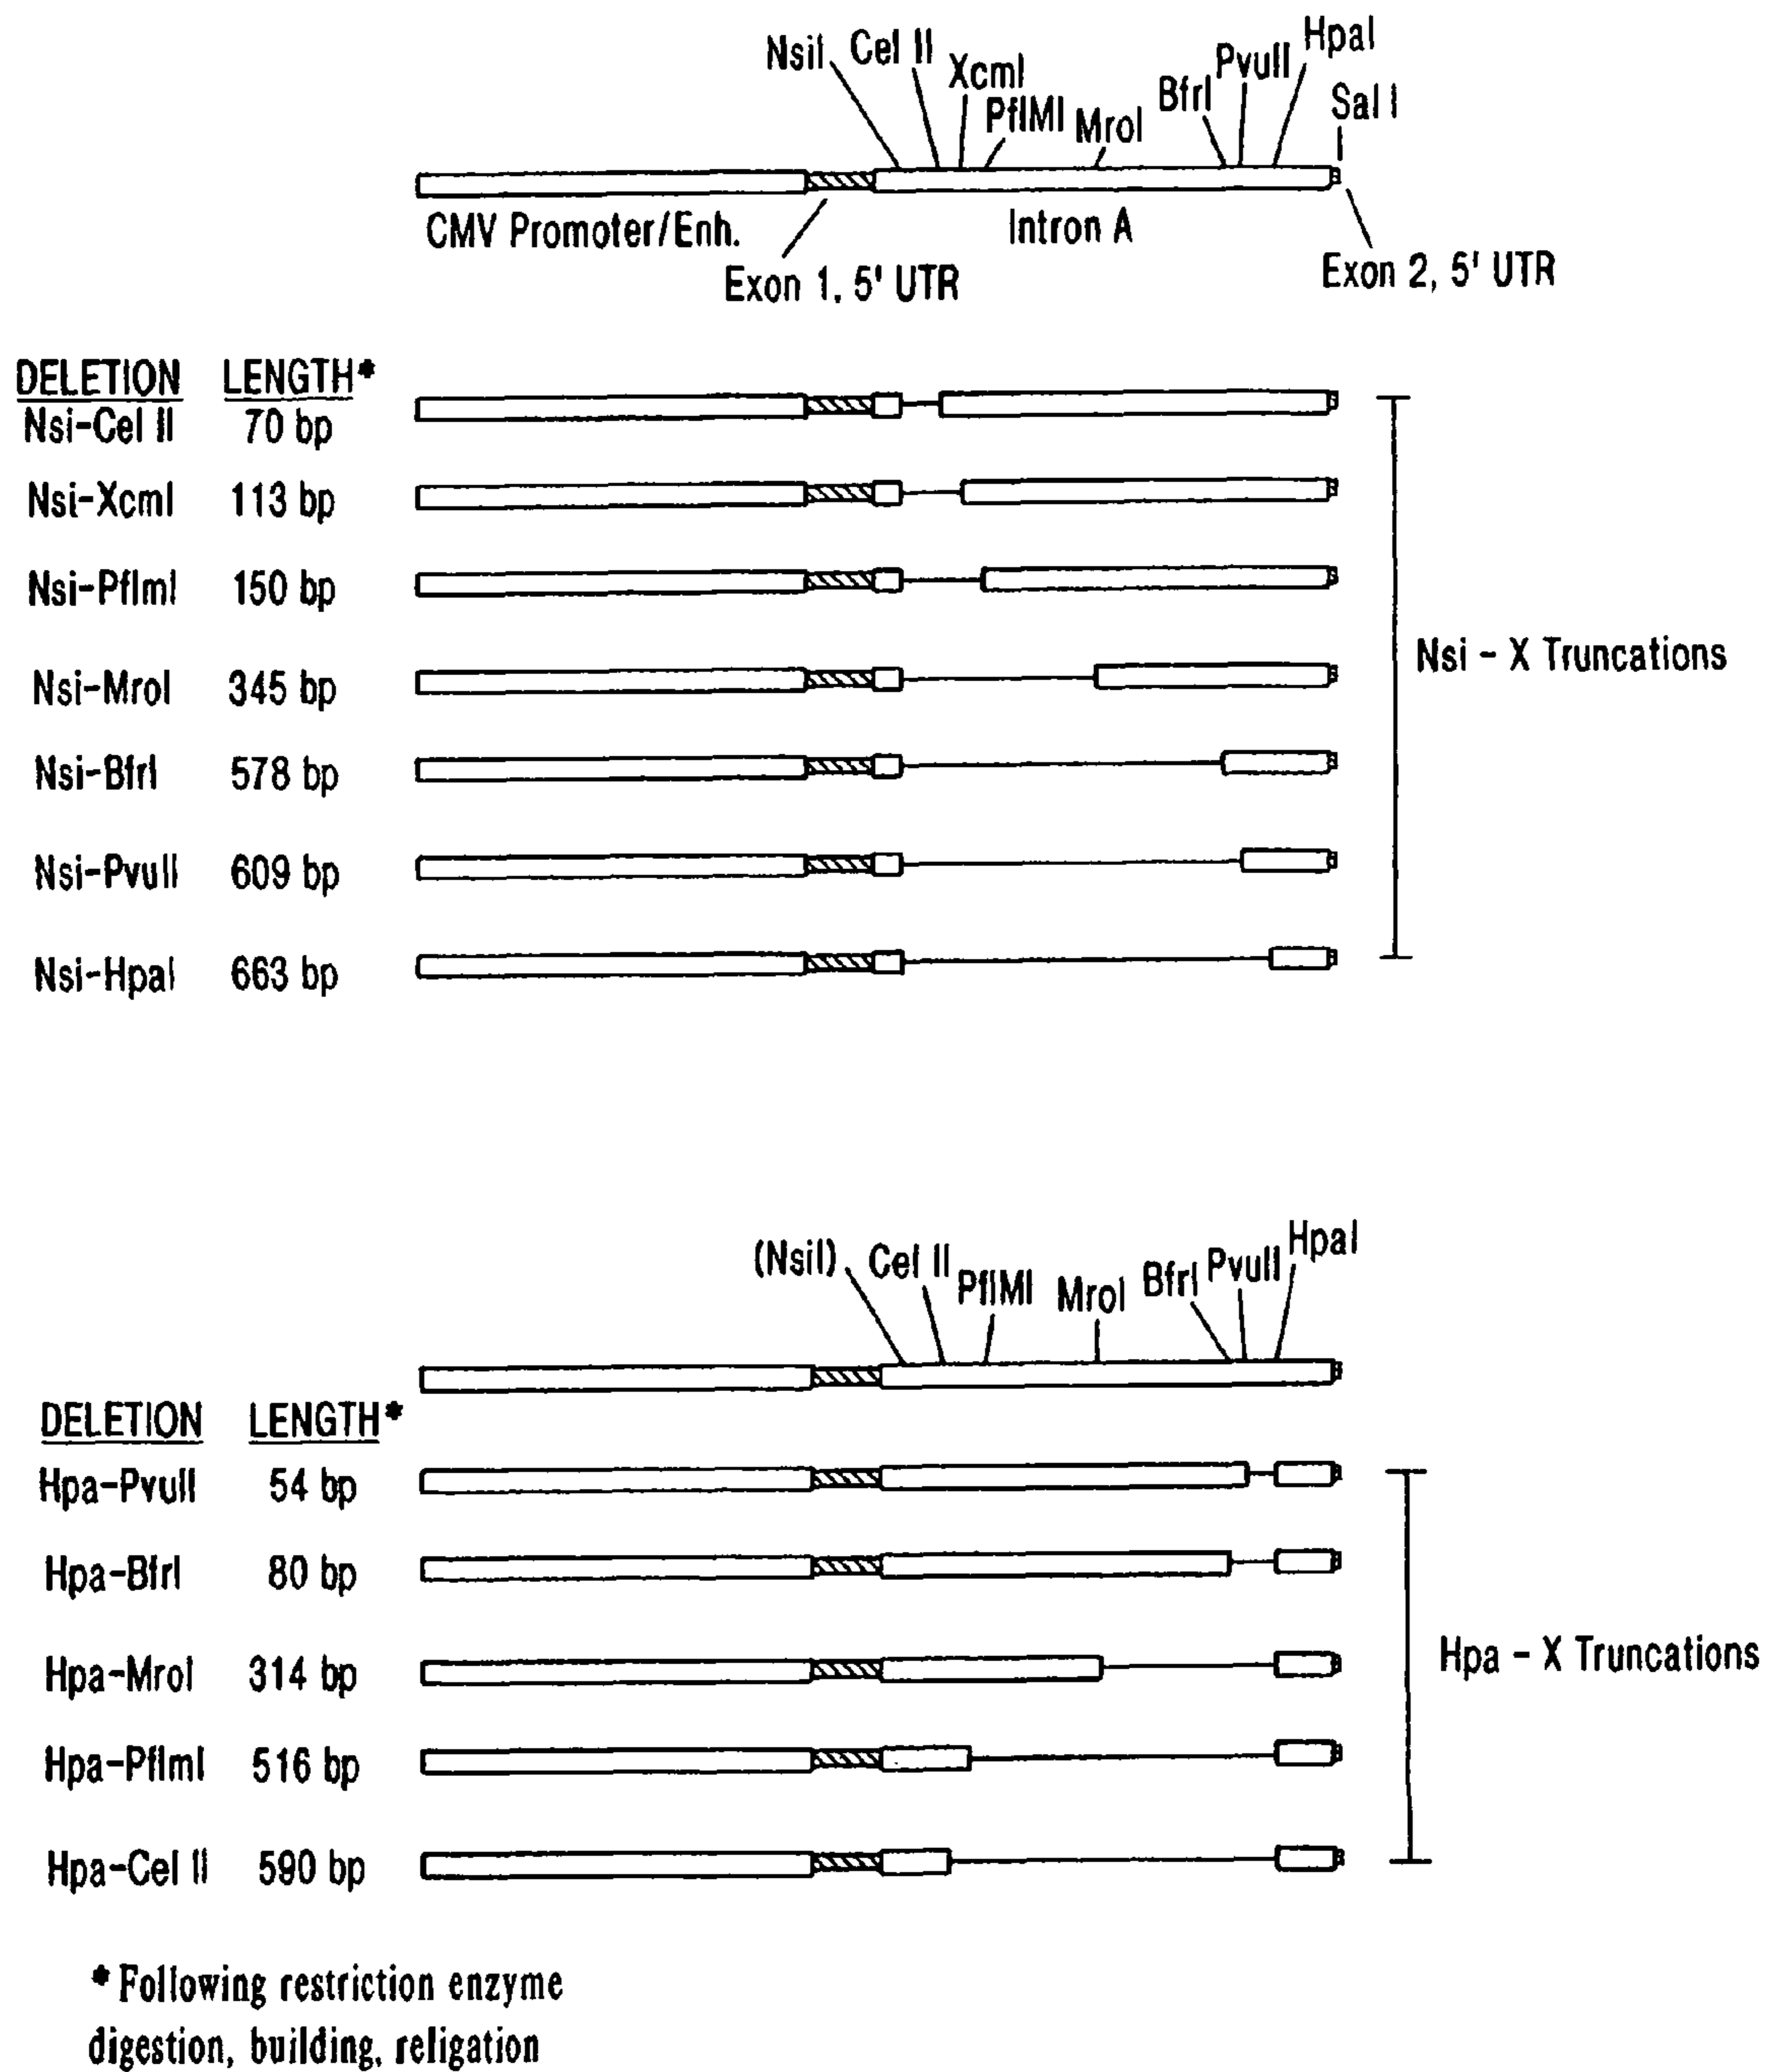 NsiI Cel II XcmI PflMI MroI BfrI PvuII HpaI Sal I
CMV Promoter/Enh.
Intron A
Exon 1, 5' UTR
Exon 2, 5' UTR
DELETION LENGTH*
Nsi-Cel II 70 bp
Nsi-XcmI 113 bp
Nsi-PflmI 150 bp
Nsi-MroI 345 bp
Nsi-BfrI 578 bp
Nsi-PvuII 609 bp
Nsi-HpaI 663 bp
Nsi - X Truncations
(NsiI) Cel II PflMI MroI BfrI PvuII HpaI
DELETION LENGTH*
Hpa-PvuII 54 bp
Hpa-BfrI 80 bp
Hpa-MroI 314 bp
Hpa-PflmI 516 bp
Hpa-Cel II 590 bp
Hpa - X Truncations
* Following restriction enzyme
digestion, building, religation